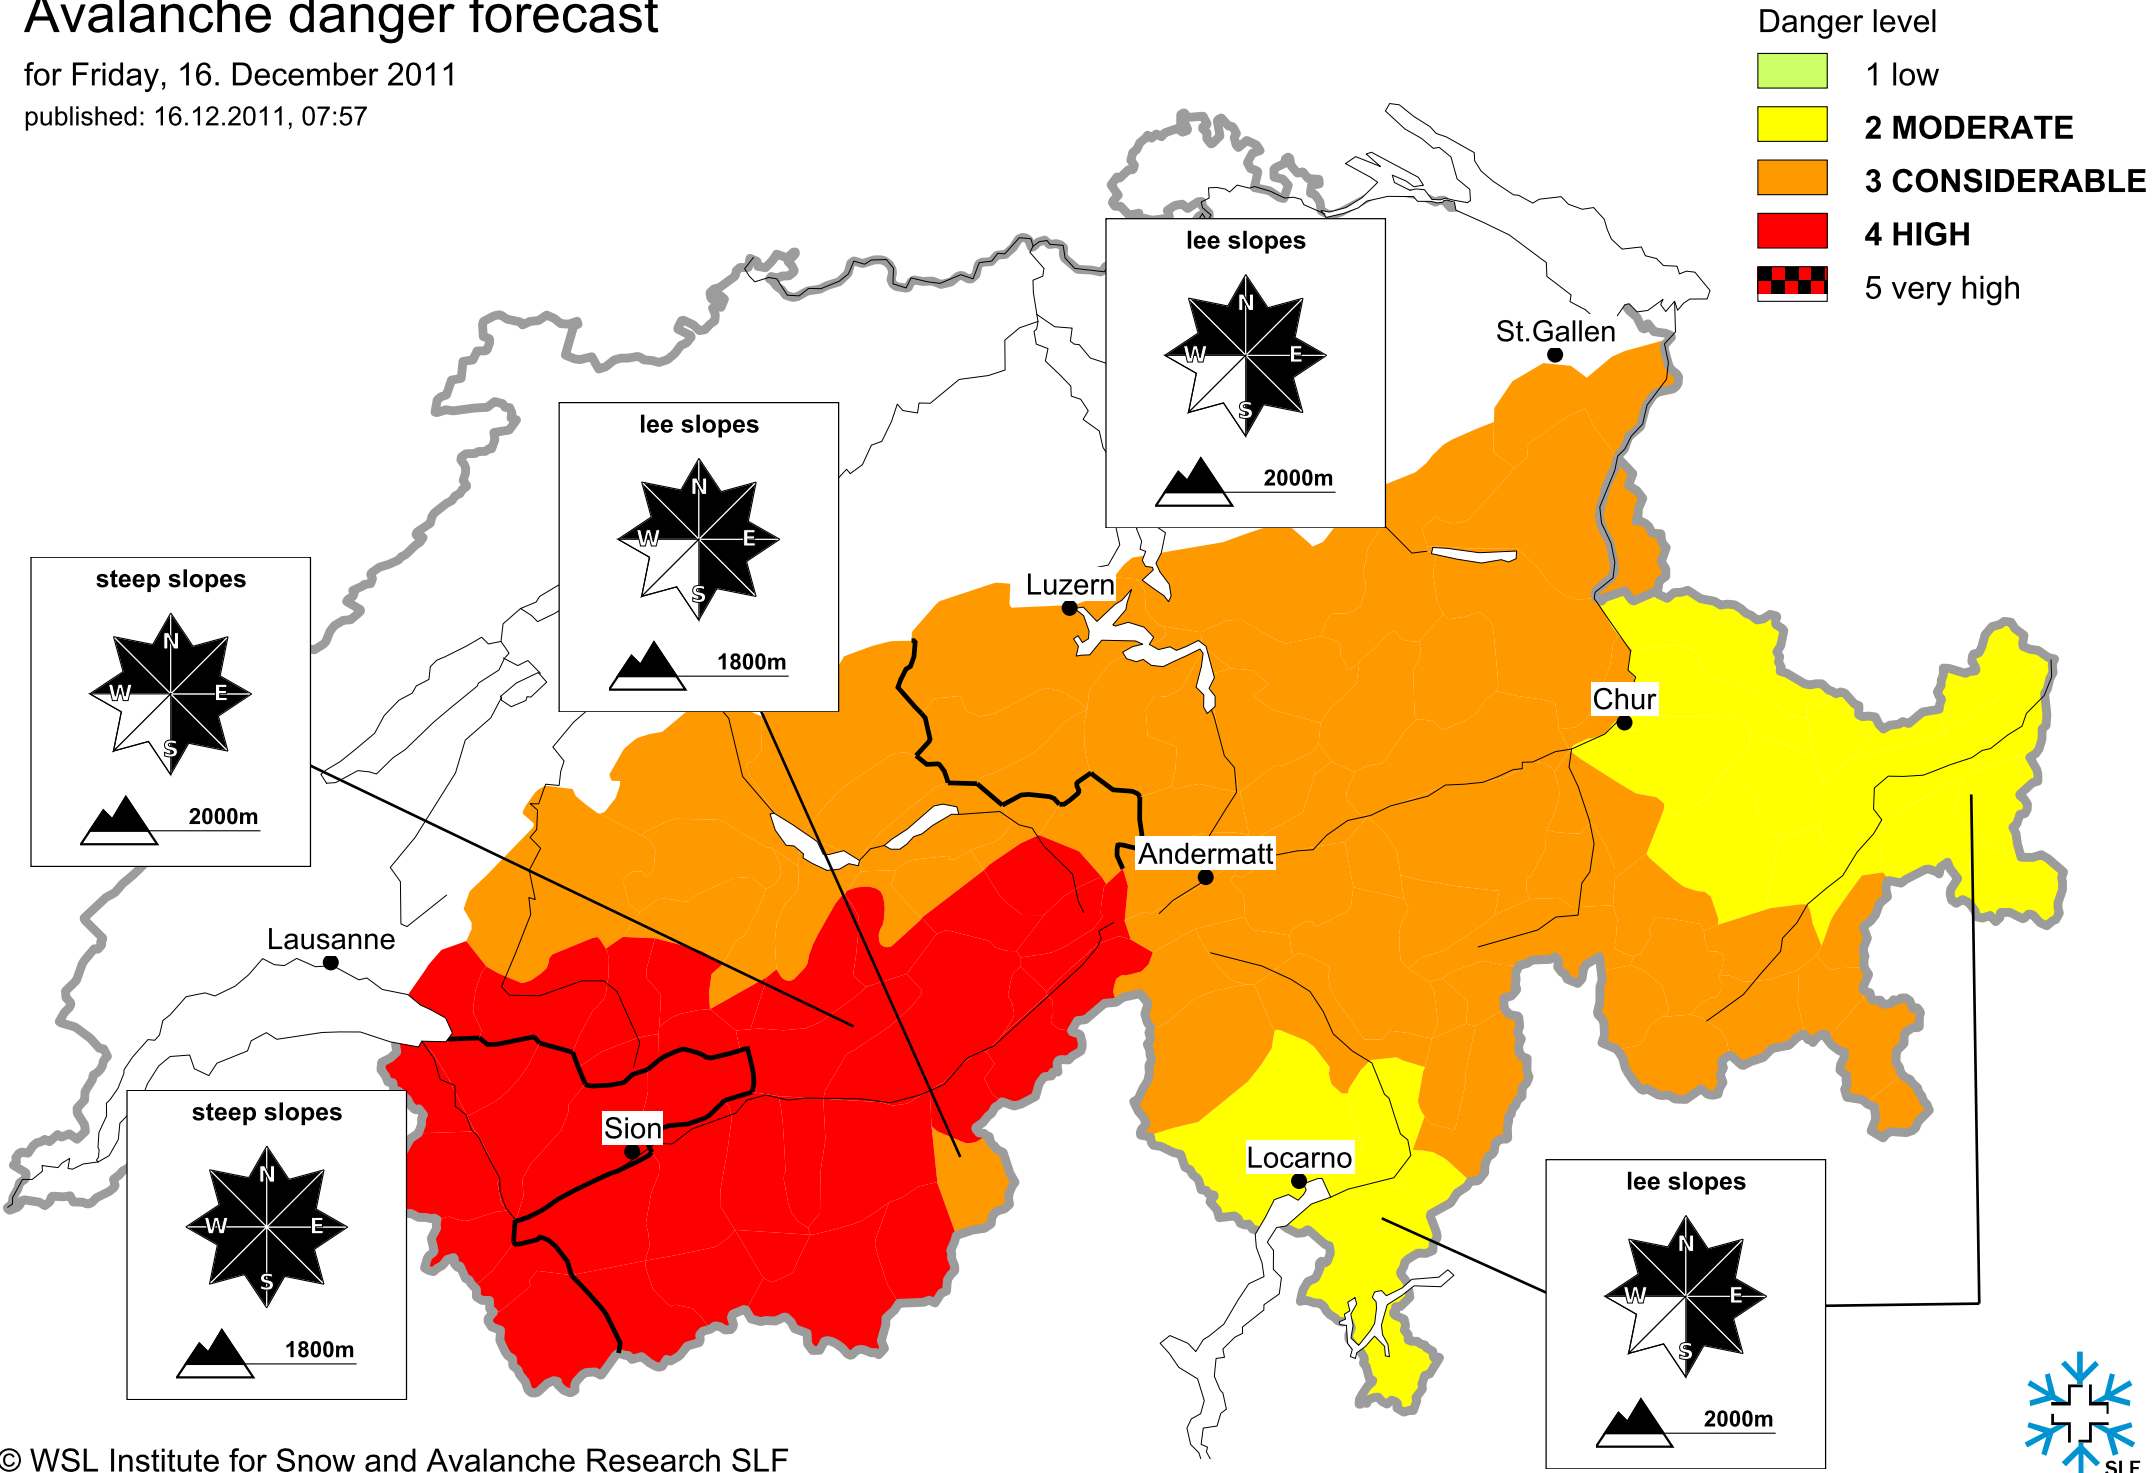 Avalanche danger forecast
for Friday, 16. December 2011
published: 16.12.2011, 07:57
Danger level
1 low
2 MODERATE
3 CONSIDERABLE
4 HIGH
5 very high
lee slopes
N
W
E
S
2000m
St.Gallen
lee slopes
N
W
E
S
1800m
steep slopes
N
W
E
S
2000m
Luzern
Chur
Andermatt
Lausanne
Sion
Locarno
steep slopes
N
W
E
S
1800m
lee slopes
N
W
E
S
2000m
© WSL Institute for Snow and Avalanche Research SLF
SLF